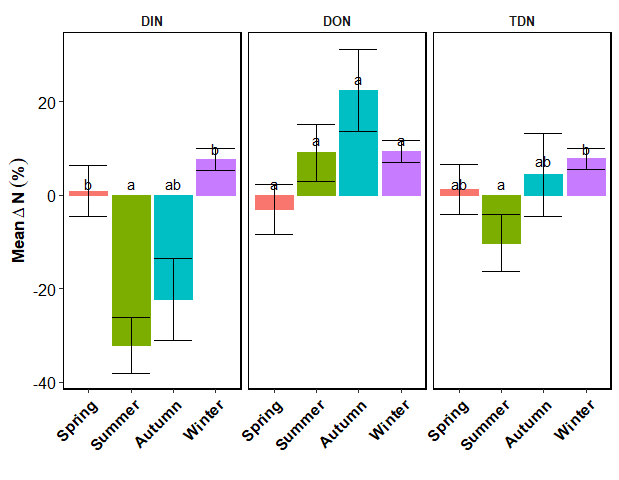 DIN DON TDN
Mean Δ N (%)
20
0
-20
-40
b a ab b
a a a a
ab a ab b
Spring Summer Autumn Winter
Spring Summer Autumn Winter
Spring Summer Autumn Winter